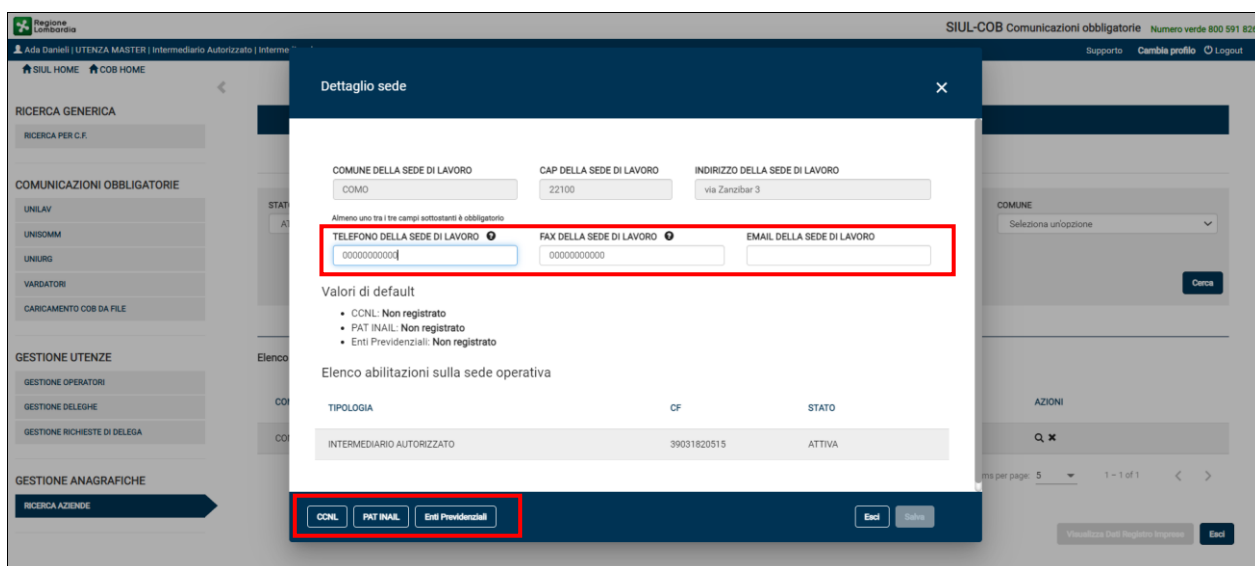 Regione
Lombardia
SIUL-COB Comunicazioni obbligatorie Numero verde 800 591 826
Ada Danieli | UTENZA MASTER | Intermediario Autorizzato | Interme
Supporto Cambia profilo Logout
SIUL HOME COB HOME
RICERCA GENERICA
RICERCA PER C.F.
COMUNICAZIONI OBBLIGATORIE
UNILAV
UNISOMM
UNIURG
VARDATORI
CARICAMENTO COB DA FILE
GESTIONE UTENZE
GESTIONE OPERATORI
GESTIONE DELEGHE
GESTIONE RICHIESTE DI DELEGA
GESTIONE ANAGRAFICHE
RICERCA AZIENDE
Dettaglio sede
COMUNE DELLA SEDE DI LAVORO CAP DELLA SEDE DI LAVORO INDIRIZZO DELLA SEDE DI LAVORO
COMO 22100 via Zanzibar 3
Almeno uno tra i tre campi sottostanti è obbligatorio
TELEFONO DELLA SEDE DI LAVORO FAX DELLA SEDE DI LAVORO EMAIL DELLA SEDE DI LAVORO
00000000000 00000000000
Valori di default
• CCNL: Non registrato
• PAT INAIL: Non registrato
• Enti Previdenziali: Non registrato
Elenco abilitazioni sulla sede operativa
TIPOLOGIA CF STATO
INTERMEDIARIO AUTORIZZATO 39031820515 ATTIVA
CCNL PAT INAIL Enti Previdenziali Esci Salva
COMUNE
Seleziona un'opzione
Cerca
Elenco
AZIONI
ms per page: 5 1 – 1 of 1
Visualizza Dati Registro Imprese Esci